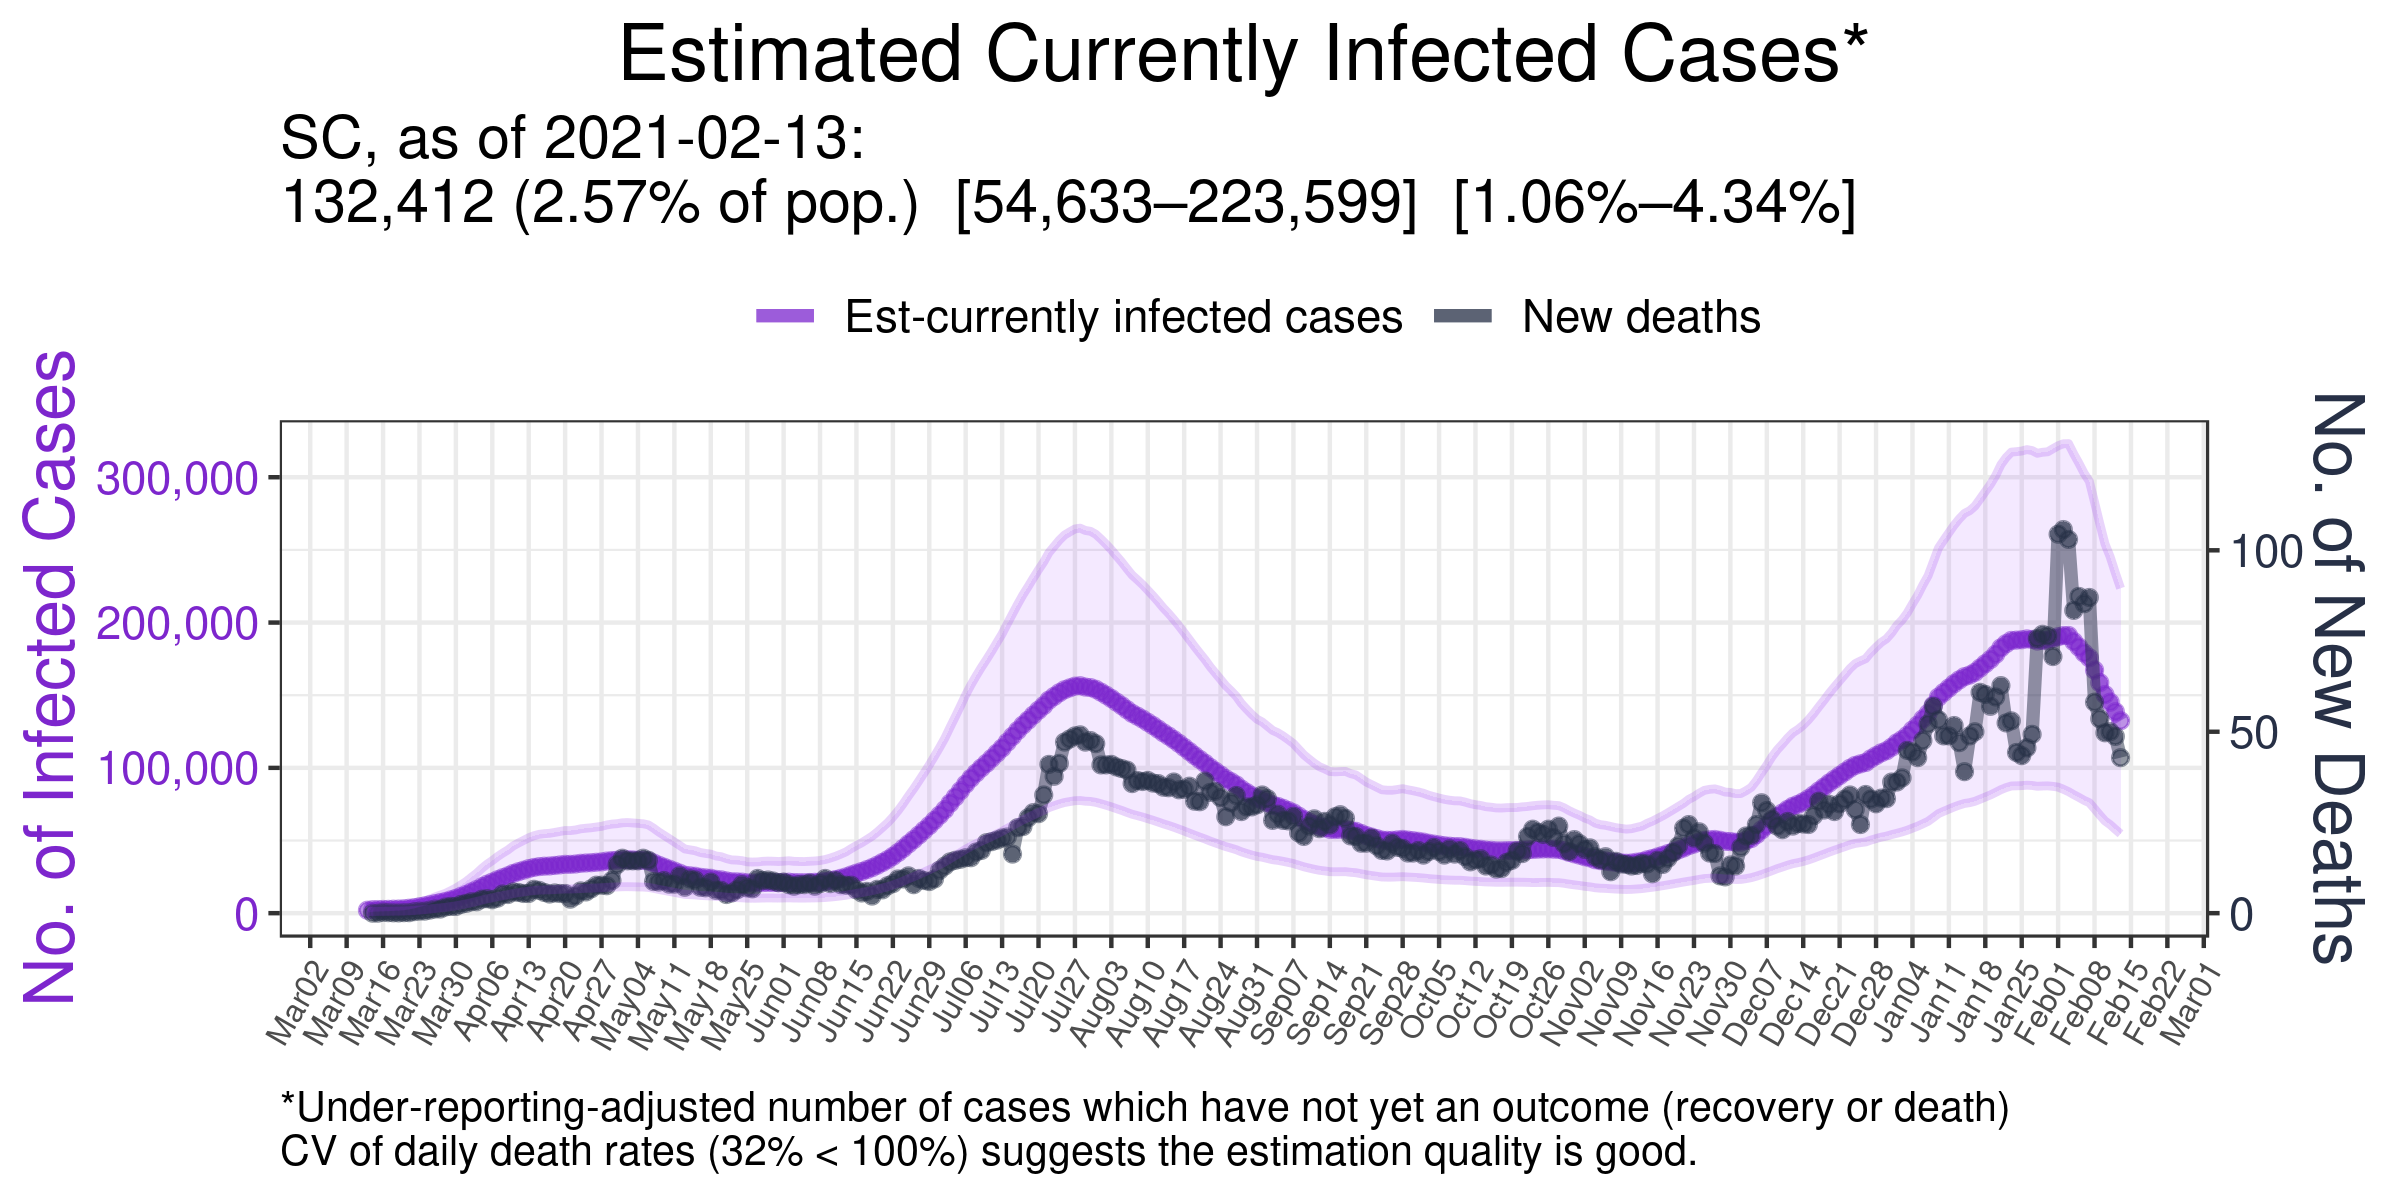 Estimated Currently Infected Cases*
SC, as of 2021-02-13:
132,412 (2.57% of pop.) [54,633–223,599] [1.06%–4.34%]
Est-currently infected cases
New deaths
No. of Infected Cases
300,000
200,000
100,000
0
No. of New Deaths
100
50
0
Mar02
Mar09
Mar16
Mar23
Mar30
Apr06
Apr13
Apr20
Apr27
May04
May11
May18
May25
Jun01
Jun08
Jun15
Jun22
Jun29
Jul06
Jul13
Jul20
Jul27
Aug03
Aug10
Aug17
Aug24
Aug31
Sep07
Sep14
Sep21
Sep28
Oct05
Oct12
Oct19
Oct26
Nov02
Nov09
Nov16
Nov23
Nov30
Dec07
Dec14
Dec21
Dec28
Jan04
Jan11
Jan18
Jan25
Feb01
Feb08
Feb15
Feb22
Mar01
*Under-reporting-adjusted number of cases which have not yet an outcome (recovery or death)
CV of daily death rates (32% < 100%) suggests the estimation quality is good.